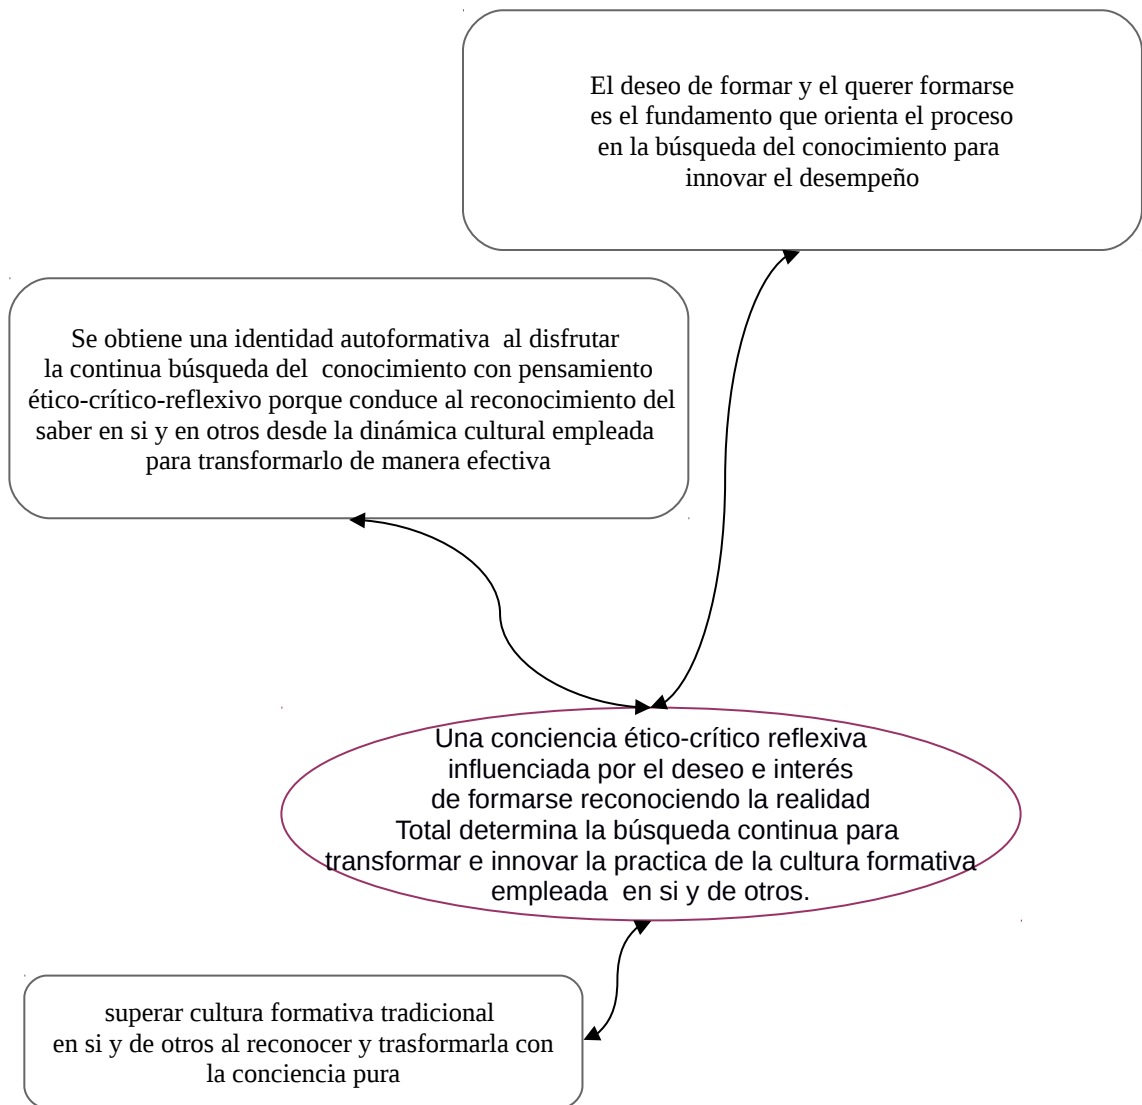 El deseo de formar y el querer formarse
es el fundamento que orienta el proceso
en la búsqueda del conocimiento para
innovar el desempeño
Se obtiene una identidad autoformativa  al disfrutar
la continua búsqueda del  conocimiento con pensamiento
ético-crítico-reflexivo porque conduce al reconocimiento del
saber en si y en otros desde la dinámica cultural empleada
para transformarlo de manera efectiva
Una conciencia ético-crítico reflexiva
influenciada por el deseo e interés
de formarse reconociendo la realidad
Total determina la búsqueda continua para
transformar e innovar la practica de la cultura formativa
empleada  en si y de otros.
superar cultura formativa tradicional
en si y de otros al reconocer y trasformarla con
la conciencia pura